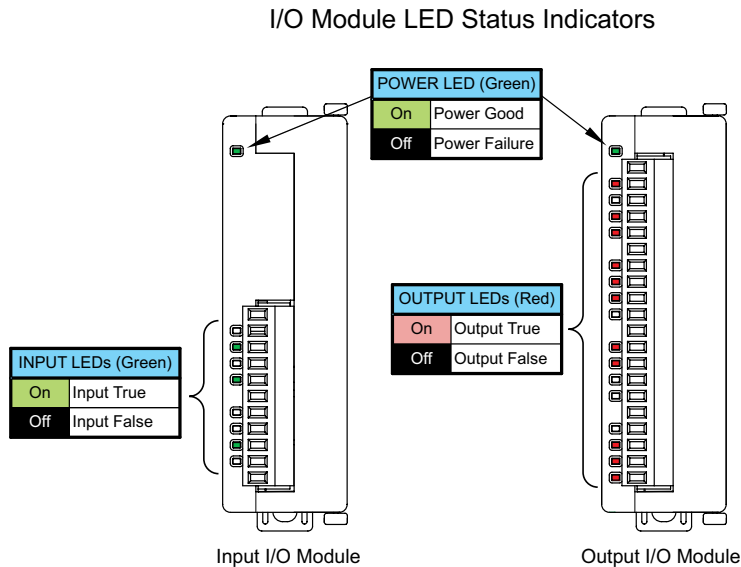 I/O Module LED Status Indicators
POWER LED (Green)
On Power Good
Off Power Failure
OUTPUT LEDs (Red)
On Output True
Off Output False
INPUT LEDs (Green)
On Input True
Off Input False
Input I/O Module
Output I/O Module